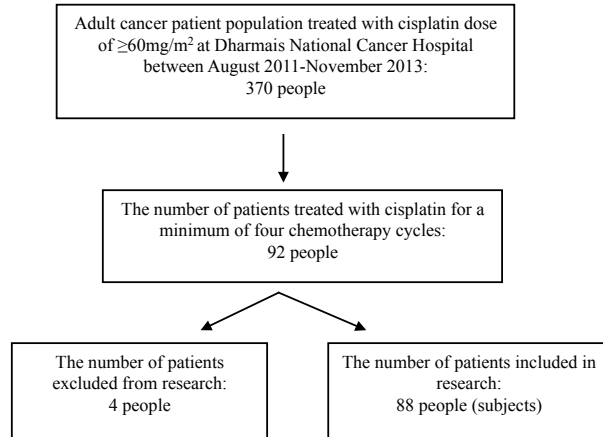 Adult cancer patient population treated with cisplatin dose
of ≥60mg/m² at Dharmais National Cancer Hospital
between August 2011-November 2013:
370 people
The number of patients treated with cisplatin for a
minimum of four chemotherapy cycles:
92 people
The number of patients
excluded from research:
4 people
The number of patients included in
research:
88 people (subjects)